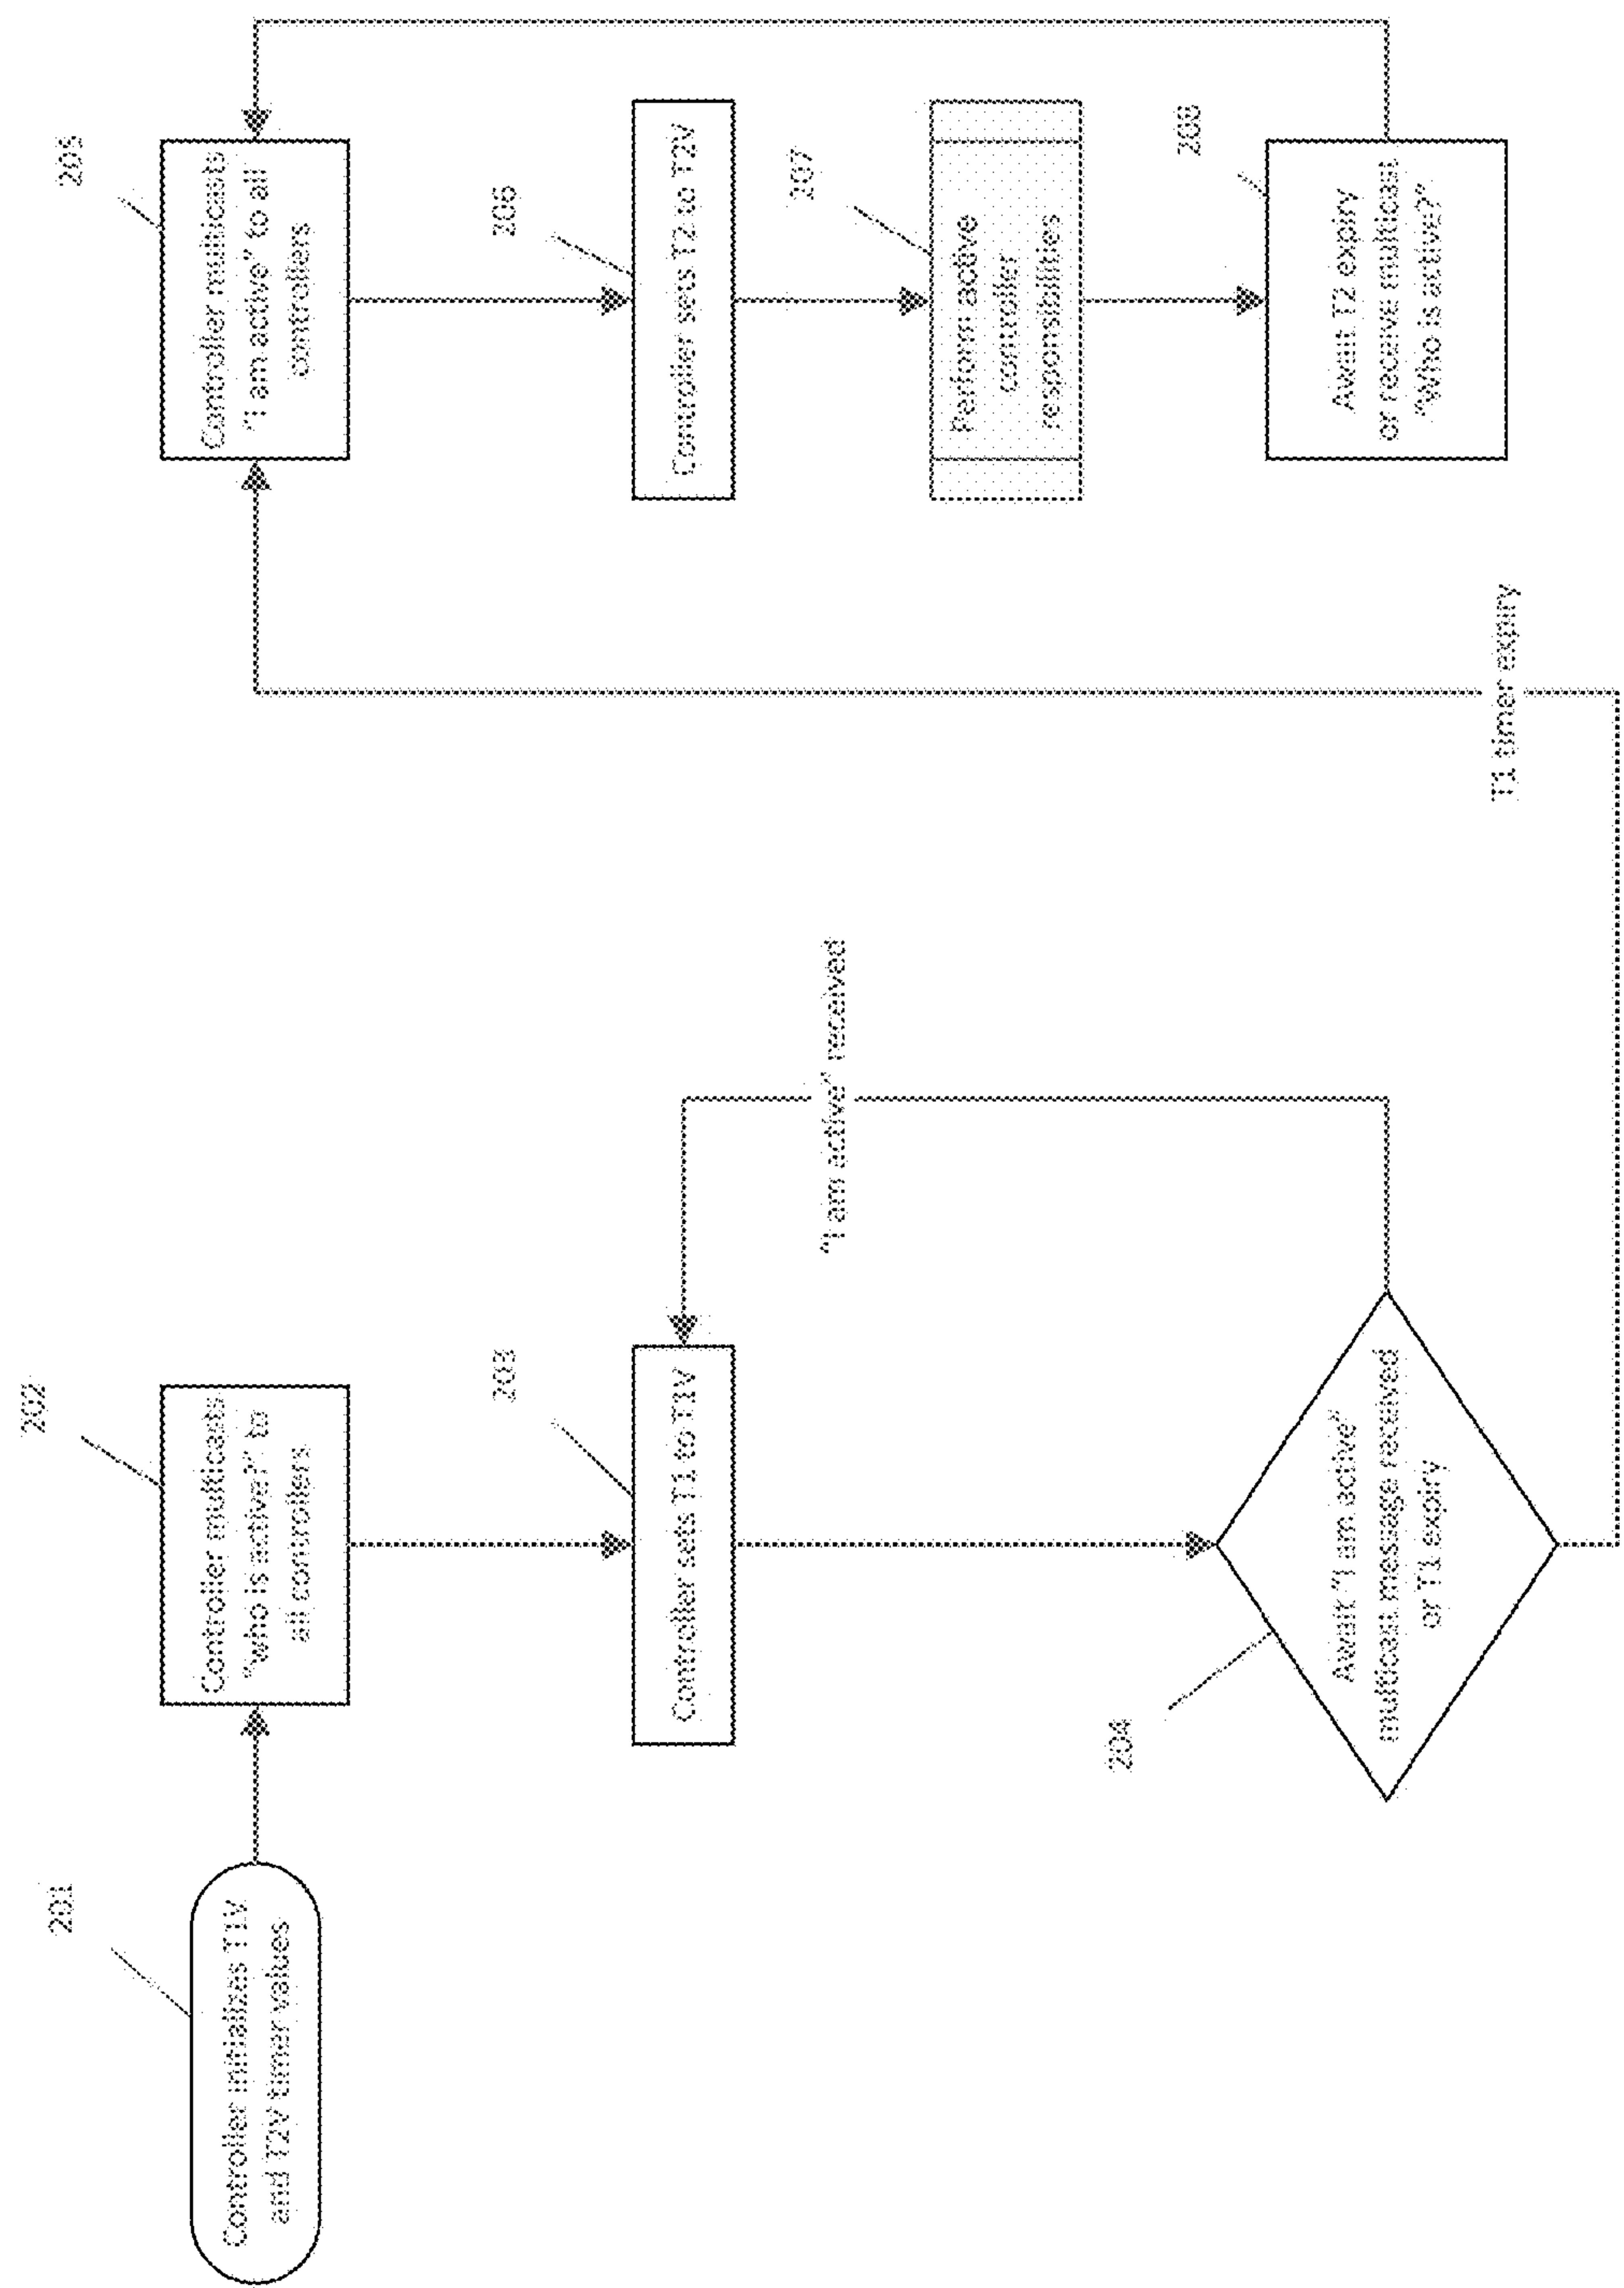 201
Controller initializes T1V
and T2V timer values
202
Controller multicasts
"who is active?" to
all controllers
203
Controller sets T1 to T1V
204
Await "I am active"
multicast message received
or T1 expiry
"I am active" received
T1 timer expiry
205
Controller multicasts
"I am active" to all
controllers
206
Controller sets T2 to T2V
207
Perform active
controller
responsibilities
208
Await T2 expiry
or receive multicast
"Who is active?"